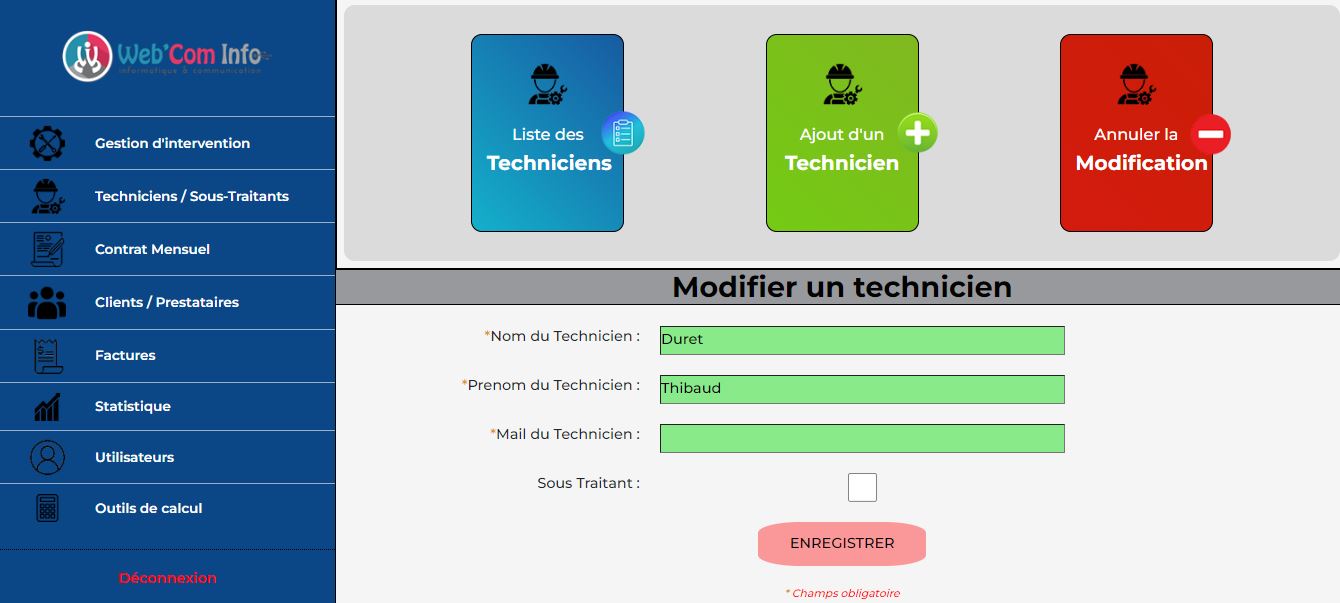 Web'Com Info
informatique & communication
Gestion d'intervention
Techniciens / Sous-Traitants
Contrat Mensuel
Clients / Prestataires
Factures
Statistique
Utilisateurs
Outils de calcul
Déconnexion
Liste des
Techniciens
Ajout d'un
Technicien
Annuler la
Modification
Modifier un technicien
*Nom du Technicien : Duret
*Prenom du Technicien : Thibaud
*Mail du Technicien :
Sous Traitant :
ENREGISTRER
* Champs obligatoire